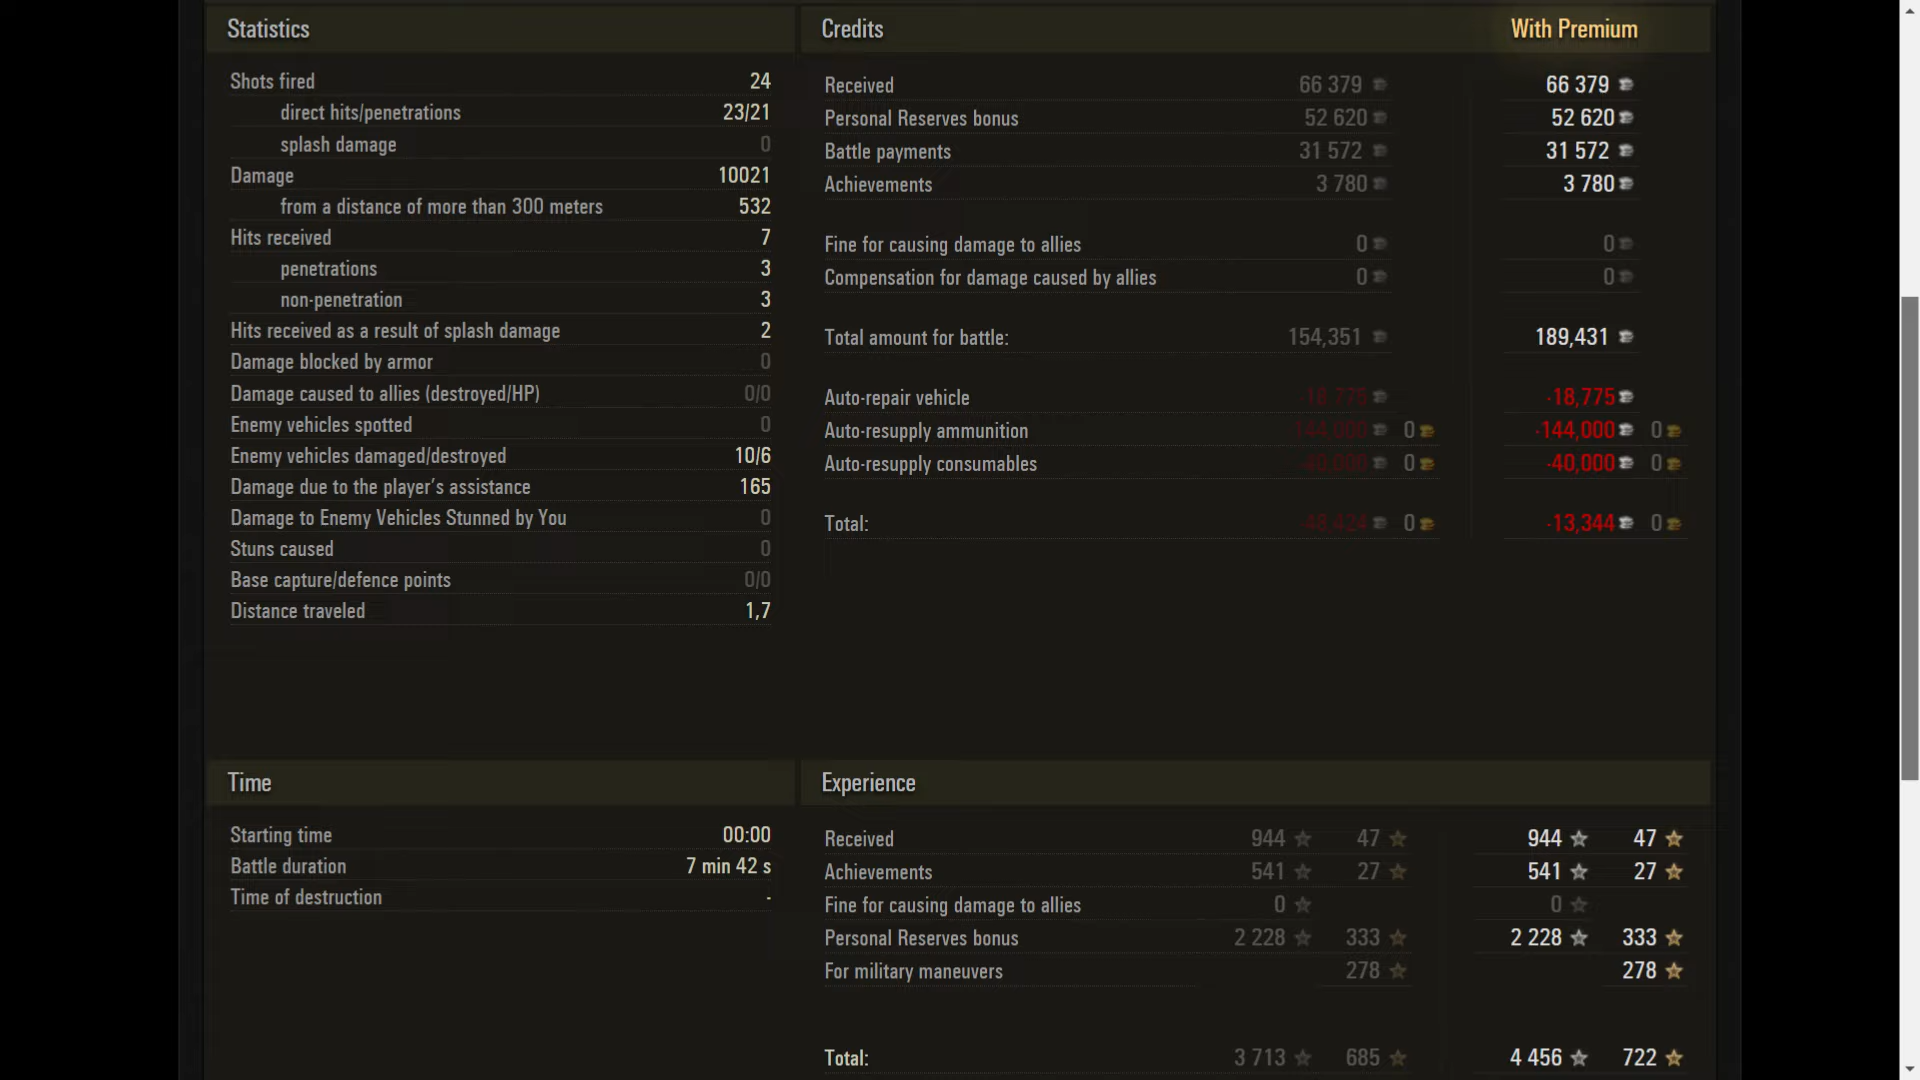 Statistics
Shots fired 24
direct hits/penetrations 23/21
splash damage 0
Damage 10021
from a distance of more than 300 meters 532
Hits received 7
penetrations 3
non-penetration 3
Hits received as a result of splash damage 2
Damage blocked by armor 0
Damage caused to allies (destroyed/HP) 0/0
Enemy vehicles spotted 0
Enemy vehicles damaged/destroyed 10/6
Damage due to the player's assistance 165
Damage to Enemy Vehicles Stunned by You 0
Stuns caused 0
Base capture/defence points 0/0
Distance traveled 1,7
Credits With Premium
Received 66 379 66 379
Personal Reserves bonus 52 620 52 620
Battle payments 31 572 31 572
Achievements 3 780 3 780
Fine for causing damage to allies 0 0
Compensation for damage caused by allies 0 0
Total amount for battle: 154,351 189,431
Auto-repair vehicle -18,775 -18,775
Auto-resupply ammunition -144,000 0 -144,000 0
Auto-resupply consumables -40,000 0 -40,000 0
Total: -48,424 0 -13,344 0
Time
Starting time 00:00
Battle duration 7 min 42 s
Time of destruction -
Experience
Received 944 47 944 47
Achievements 541 27 541 27
Fine for causing damage to allies 0 0
Personal Reserves bonus 2 228 333 2 228 333
For military maneuvers 278 278
Total: 3 713 685 4 456 722